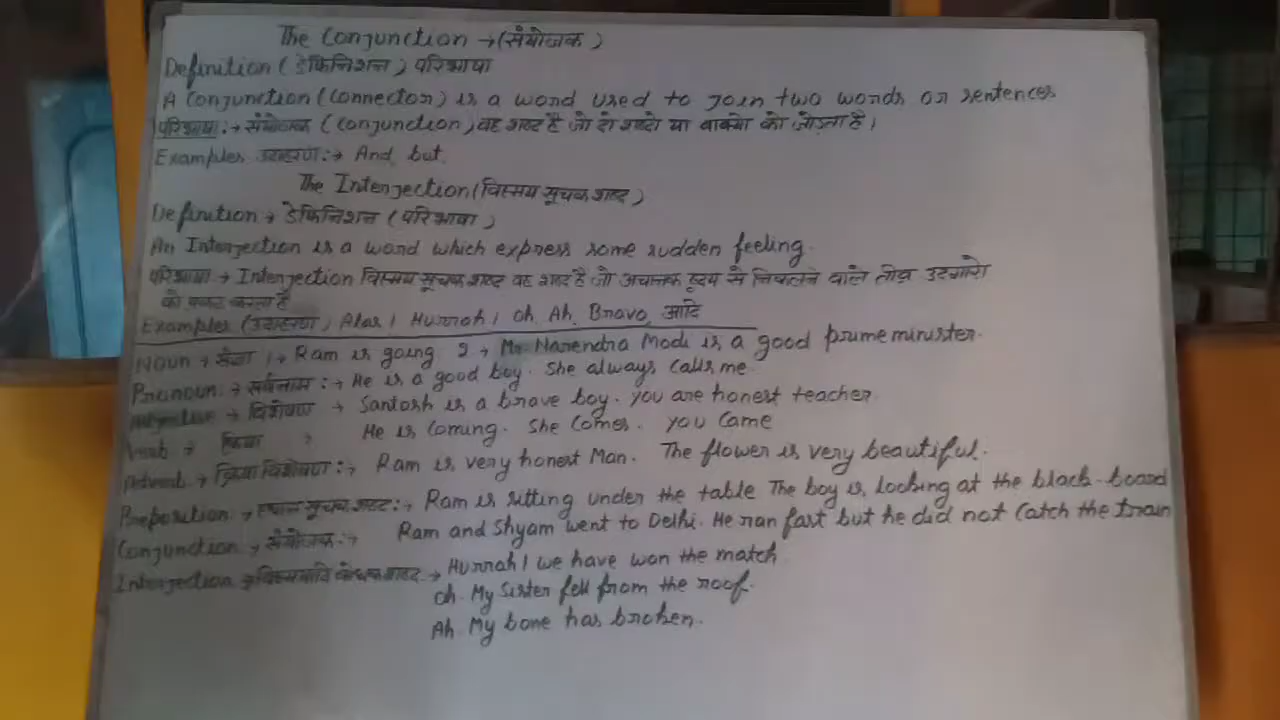 The Conjunction → (संयोजक)
Definition (डेफिनिशन) परिभाषा
A Conjunction (Connector) is a word used to join two words or sentences
परिभाषा :→ संयोजक (Conjunction) वह शब्द है जो दो शब्दो या वाक्यो को जोड़ता है।
Examples उदाहरण :→ And, but
The Interjection (विस्मय सूचक शब्द)
Definition → डेफिनिशन (परिभाषा)
An Interjection is a word which express some sudden feeling.
परिभाषा → Interjection विस्मय सूचक शब्द वह शब्द है जो अचानक हृदय से निकलने वाले तीव्र उदगारो
को प्रकट करता है
Examples (उदाहरण) Alas! Hurrah! Oh. Ah. Bravo आदि
Noun → संज्ञा 1 → Ram is going. 2 → Mr Narendra Modi is a good prime minister.
Pronoun :→ सर्वनाम :→ He is a good boy. She always calls me.
Adjective → विशेषण → Santosh is a brave boy. you are honest teacher.
Verb → क्रिया He is Coming. She Comes. you Came
Adverb → क्रिया विशेषण :→ Ram is very honest Man. The flower is very beautiful.
Preposition → स्थान सूचक शब्द :→ Ram is sitting under the table The boy is looking at the black-board
Conjunction → संयोजक :→ Ram and Shyam went to Delhi. He ran fast but he did not Catch the train
Interjection → विस्मयादि बोधक शब्द → Hurrah! we have won the match.
Oh. My sister fell from the roof.
Ah. My bone has broken.